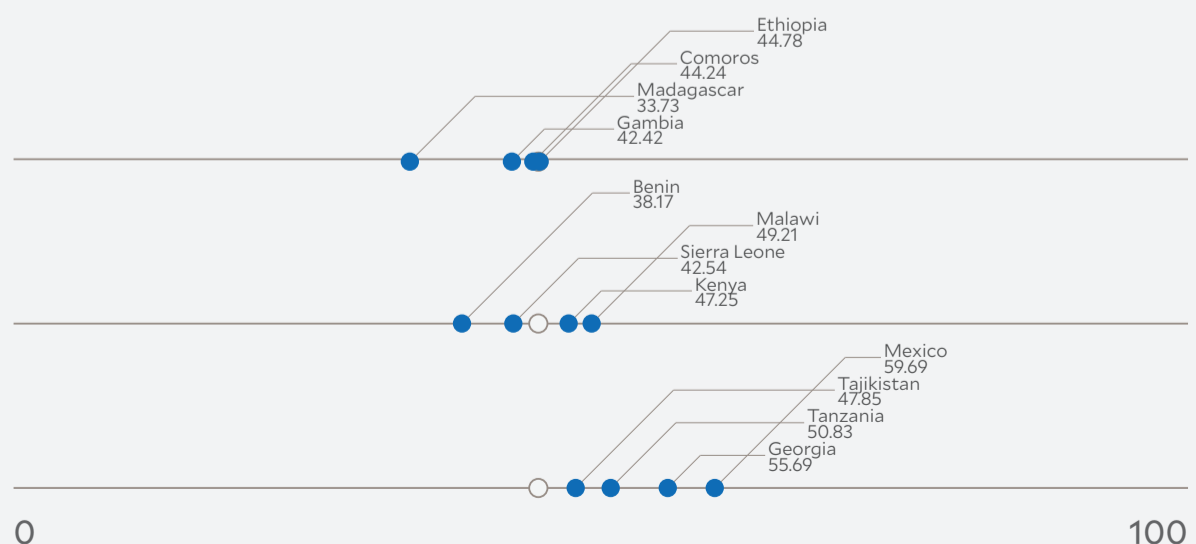 Ethiopia
44.78
Comoros
44.24
Madagascar
33.73
Gambia
42.42
Benin
38.17
Malawi
49.21
Sierra Leone
42.54
Kenya
47.25
Mexico
59.69
Tajikistan
47.85
Tanzania
50.83
Georgia
55.69
0
100